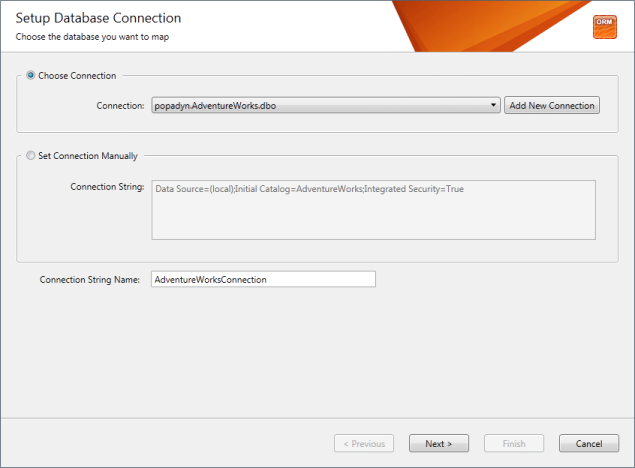 Setup Database Connection
Choose the database you want to map
ORM
Choose Connection
Connection: popadyn.AdventureWorks.dbo Add New Connection
Set Connection Manually
Connection String: Data Source=(local);Initial Catalog=AdventureWorks;Integrated Security=True
Connection String Name: AdventureWorksConnection
< Previous Next > Finish Cancel